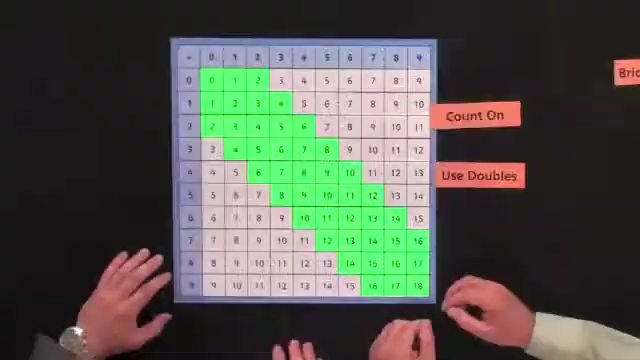 + 0 1 2 3 4 5 6 7 8 9
0 0 1 2 3 4 5 6 7 8 9
1 1 2 3 4 5 6 7 8 9 10
2 2 3 4 5 6 7 8 9 10 11
3 3 4 5 6 7 8 9 10 11 12
4 4 5 6 7 8 9 10 11 12 13
5 5 6 7 8 9 10 11 12 13 14
6 6 7 8 9 10 11 12 13 14 15
7 7 8 9 10 11 12 13 14 15 16
8 8 9 10 11 12 13 14 15 16 17
9 9 10 11 12 13 14 15 16 17 18
Bric
Count On
Use Doubles